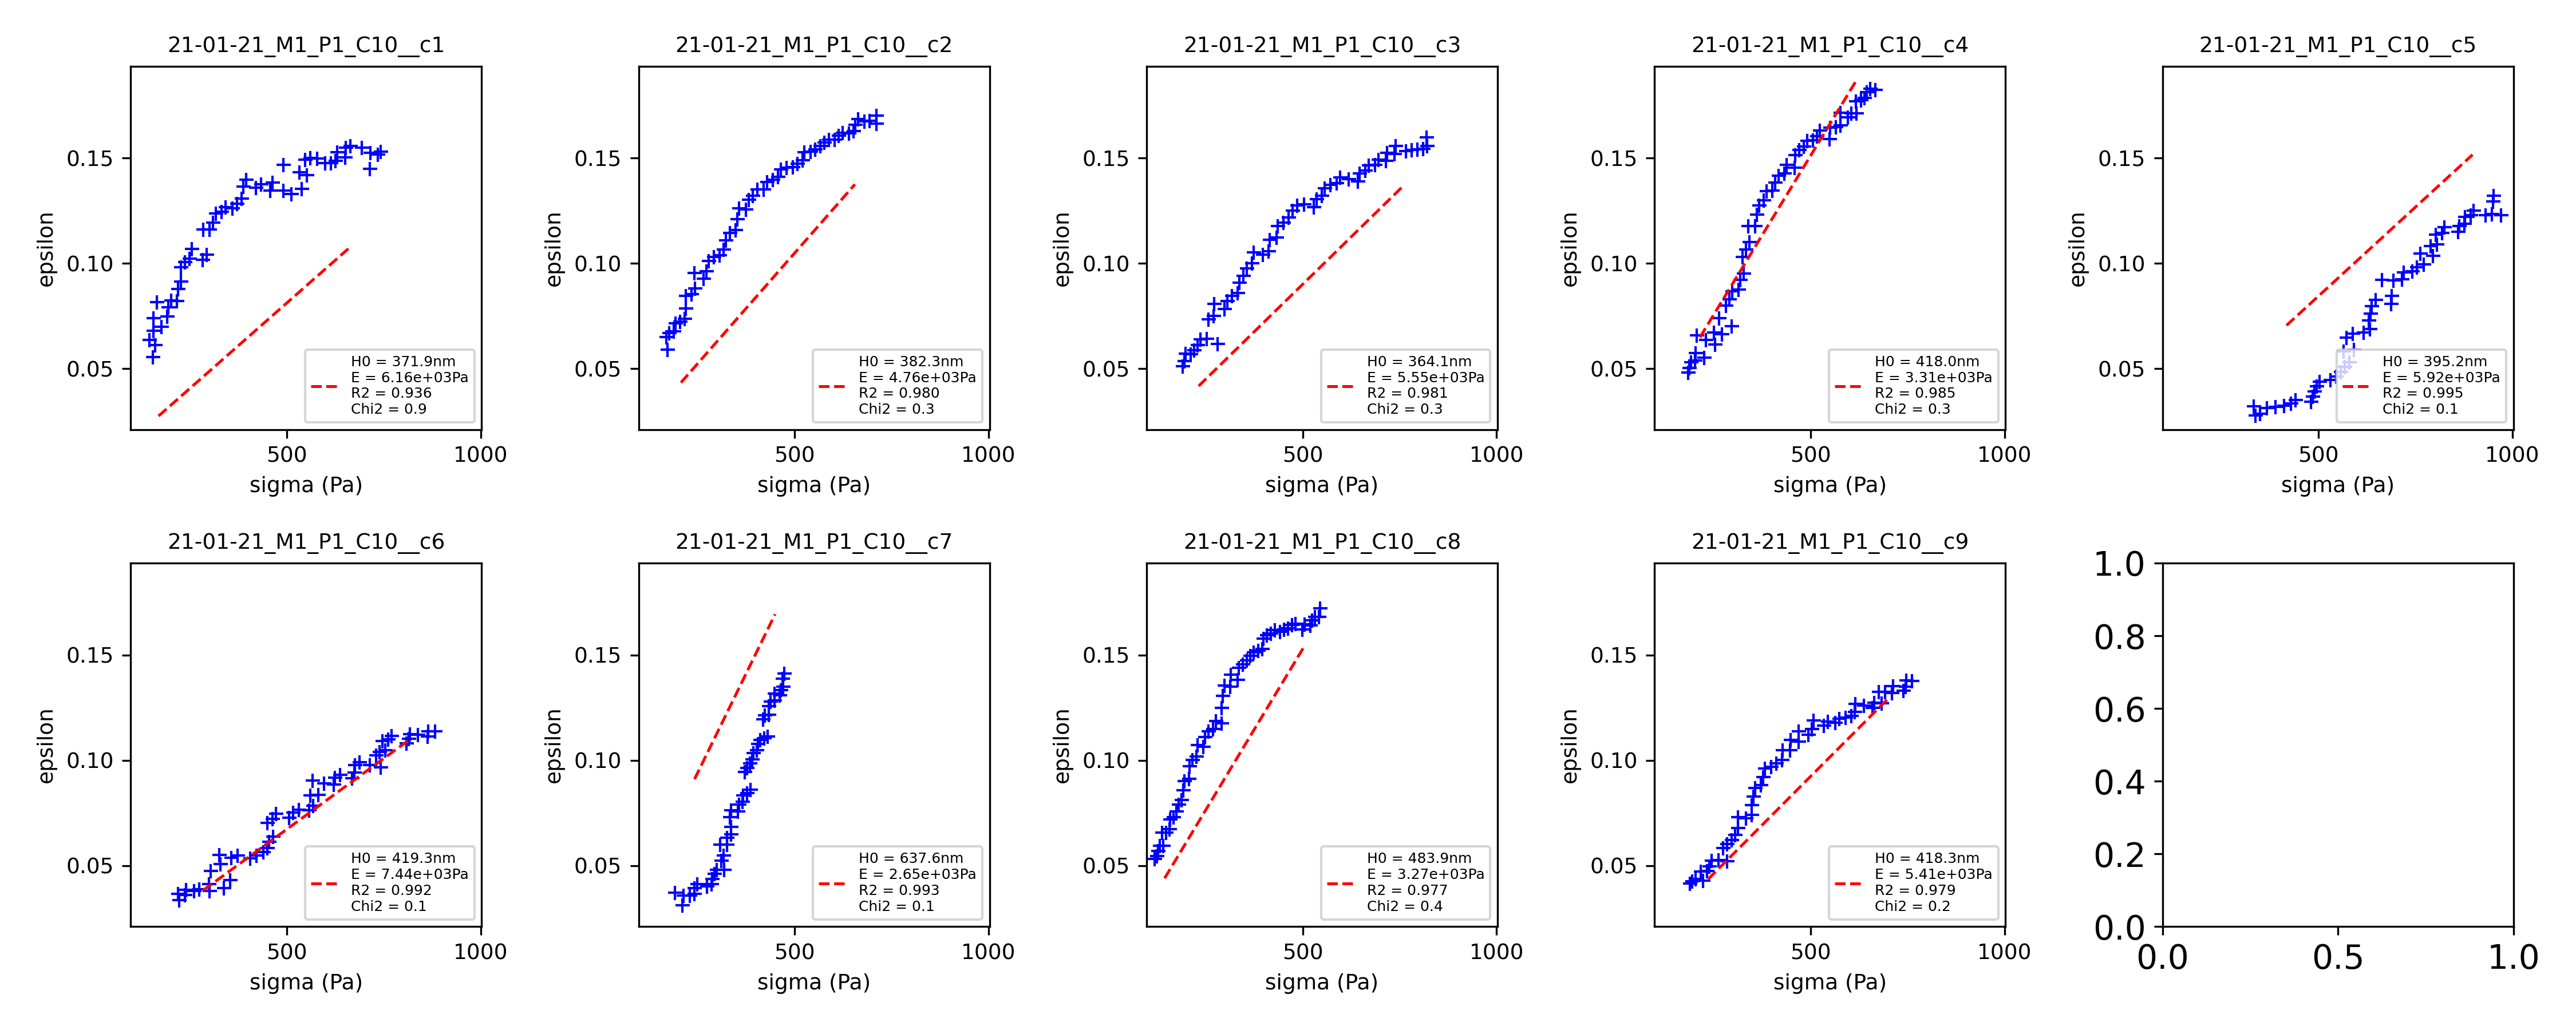 21-01-21_M1_P1_C10__c1
0.15
0.10
0.05
epsilon
H0 = 371.9nm
E = 6.16e+03Pa
R2 = 0.936
Chi2 = 0.9
500
1000
sigma (Pa)
21-01-21_M1_P1_C10__c2
0.15
0.10
0.05
epsilon
H0 = 382.3nm
E = 4.76e+03Pa
R2 = 0.980
Chi2 = 0.3
500
1000
sigma (Pa)
21-01-21_M1_P1_C10__c3
0.15
0.10
0.05
epsilon
H0 = 364.1nm
E = 5.55e+03Pa
R2 = 0.981
Chi2 = 0.3
500
1000
sigma (Pa)
21-01-21_M1_P1_C10__c4
0.15
0.10
0.05
epsilon
H0 = 418.0nm
E = 3.31e+03Pa
R2 = 0.985
Chi2 = 0.3
500
1000
sigma (Pa)
21-01-21_M1_P1_C10__c5
0.15
0.10
0.05
epsilon
H0 = 395.2nm
E = 5.92e+03Pa
R2 = 0.995
Chi2 = 0.1
500
1000
sigma (Pa)
21-01-21_M1_P1_C10__c6
0.15
0.10
0.05
epsilon
H0 = 419.3nm
E = 7.44e+03Pa
R2 = 0.992
Chi2 = 0.1
500
1000
sigma (Pa)
21-01-21_M1_P1_C10__c7
0.15
0.10
0.05
epsilon
H0 = 637.6nm
E = 2.65e+03Pa
R2 = 0.993
Chi2 = 0.1
500
1000
sigma (Pa)
21-01-21_M1_P1_C10__c8
0.15
0.10
0.05
epsilon
H0 = 483.9nm
E = 3.27e+03Pa
R2 = 0.977
Chi2 = 0.4
500
1000
sigma (Pa)
21-01-21_M1_P1_C10__c9
0.15
0.10
0.05
epsilon
H0 = 418.3nm
E = 5.41e+03Pa
R2 = 0.979
Chi2 = 0.2
500
1000
sigma (Pa)
1.0
0.8
0.6
0.4
0.2
0.0
0.0
0.5
1.0